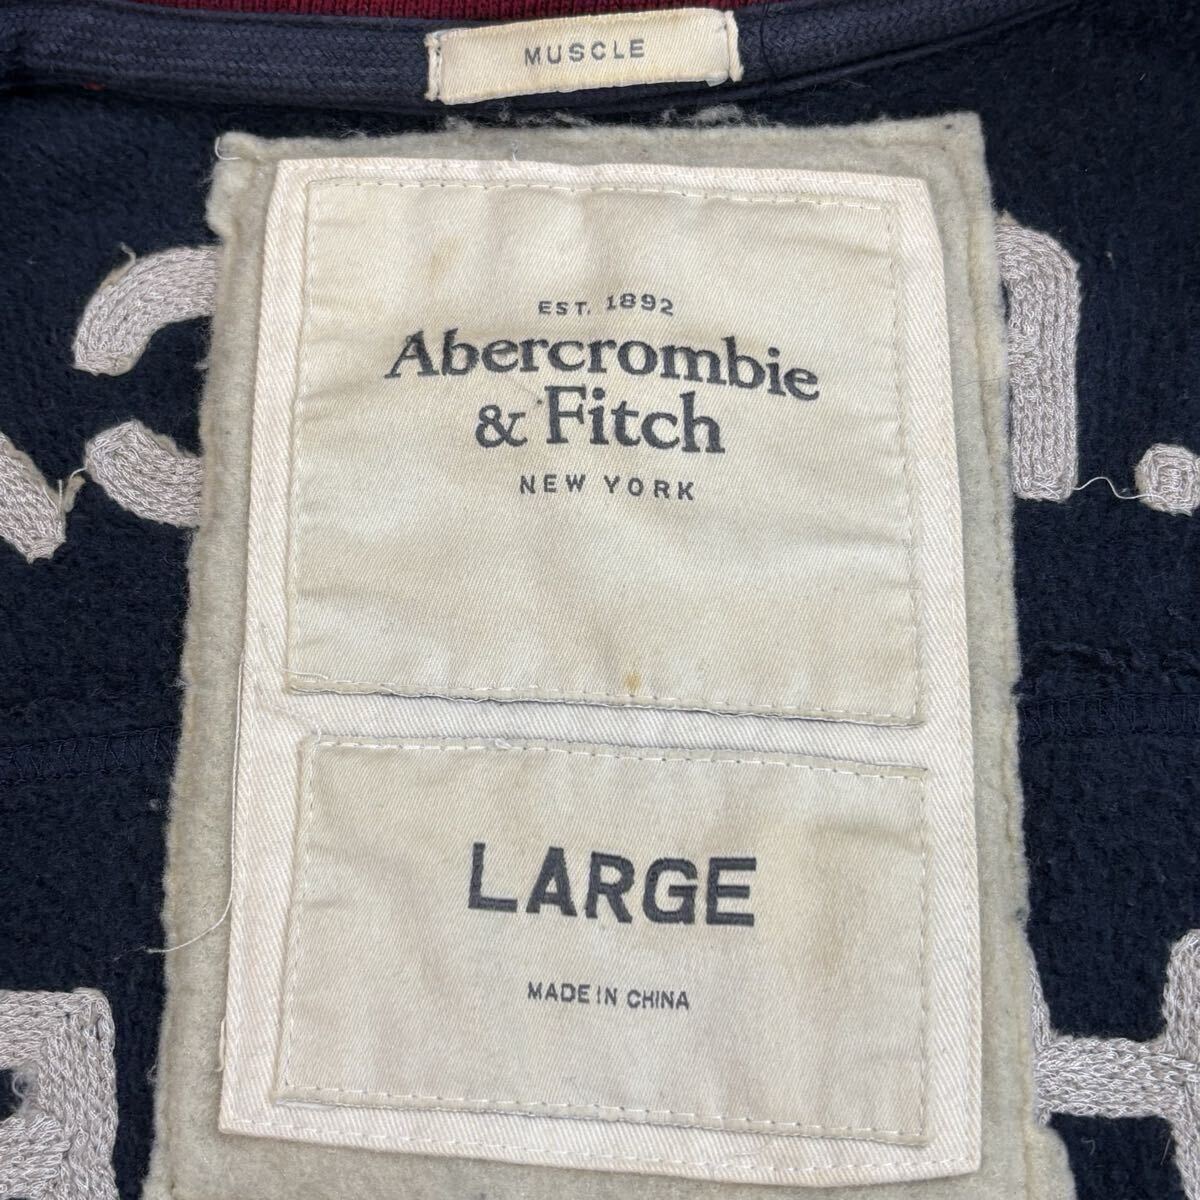 MUSCLE
EST. 1892
Abercrombie
& Fitch
NEW YORK
LARGE
MADE IN CHINA